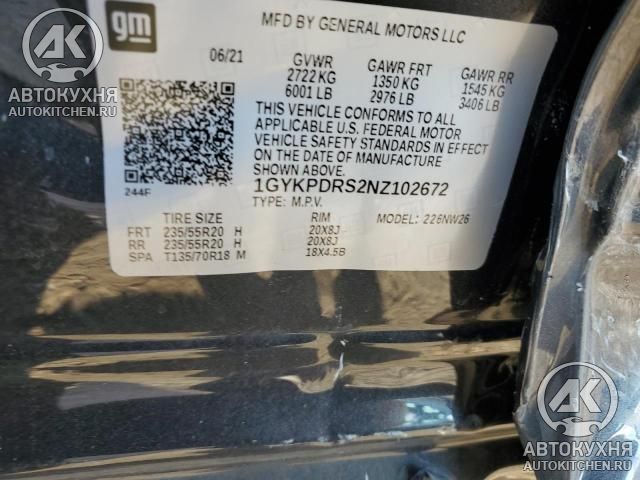 gm
MFD BY GENERAL MOTORS LLC
06/21
GVWR
2722 KG
6001 LB
GAWR FRT
1350 KG
2976 LB
GAWR RR
1545 KG
3406 LB
THIS VEHICLE CONFORMS TO ALL
APPLICABLE U.S. FEDERAL MOTOR
VEHICLE SAFETY STANDARDS IN EFFECT
ON THE DATE OF MANUFACTURE
SHOWN ABOVE.
244F
1GYKPDRS2NZ102672
TYPE: M.P.V.
MODEL: 226NW26
TIRE SIZE RIM
FRT 235/55R20 H 20X8J
RR 235/55R20 H 20X8J
SPA T135/70R18 M 18X4.5B
АК
АВТОКУХНЯ
AUTOKITCHEN.RU
АК
АВТОКУХНЯ
AUTOKITCHEN.RU